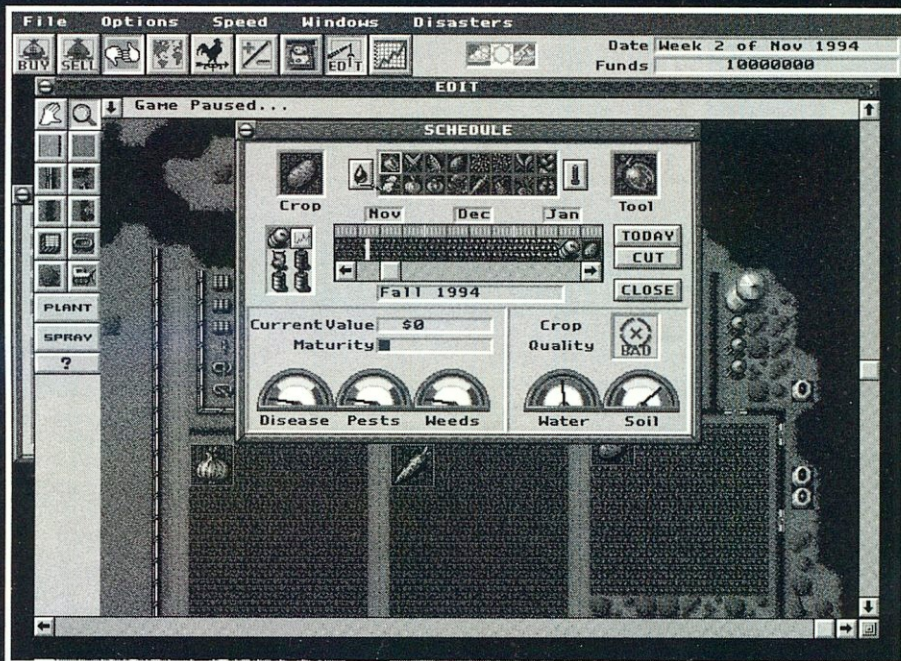 File Options Speed Windows Disasters
BUY SELL EDIT
Date Week 2 of Nov 1994
Funds 10000000
EDIT
Game Paused...
SCHEDULE
Crop Tool
Nov Dec Jan
TODAY
CUT
Fall 1994
CLOSE
PLANT
SPRAY
?
CurrentValue $0
Maturity
Crop Quality
BAD
Disease Pests Weeds Water Soil